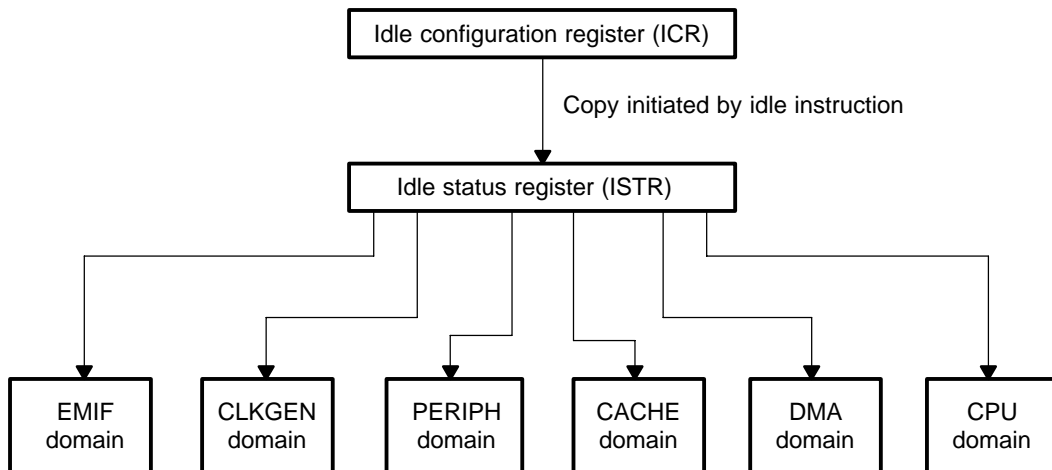 Idle configuration register (ICR)
Copy initiated by idle instruction
Idle status register (ISTR)
EMIF
domain
CLKGEN
domain
PERIPH
domain
CACHE
domain
DMA
domain
CPU
domain